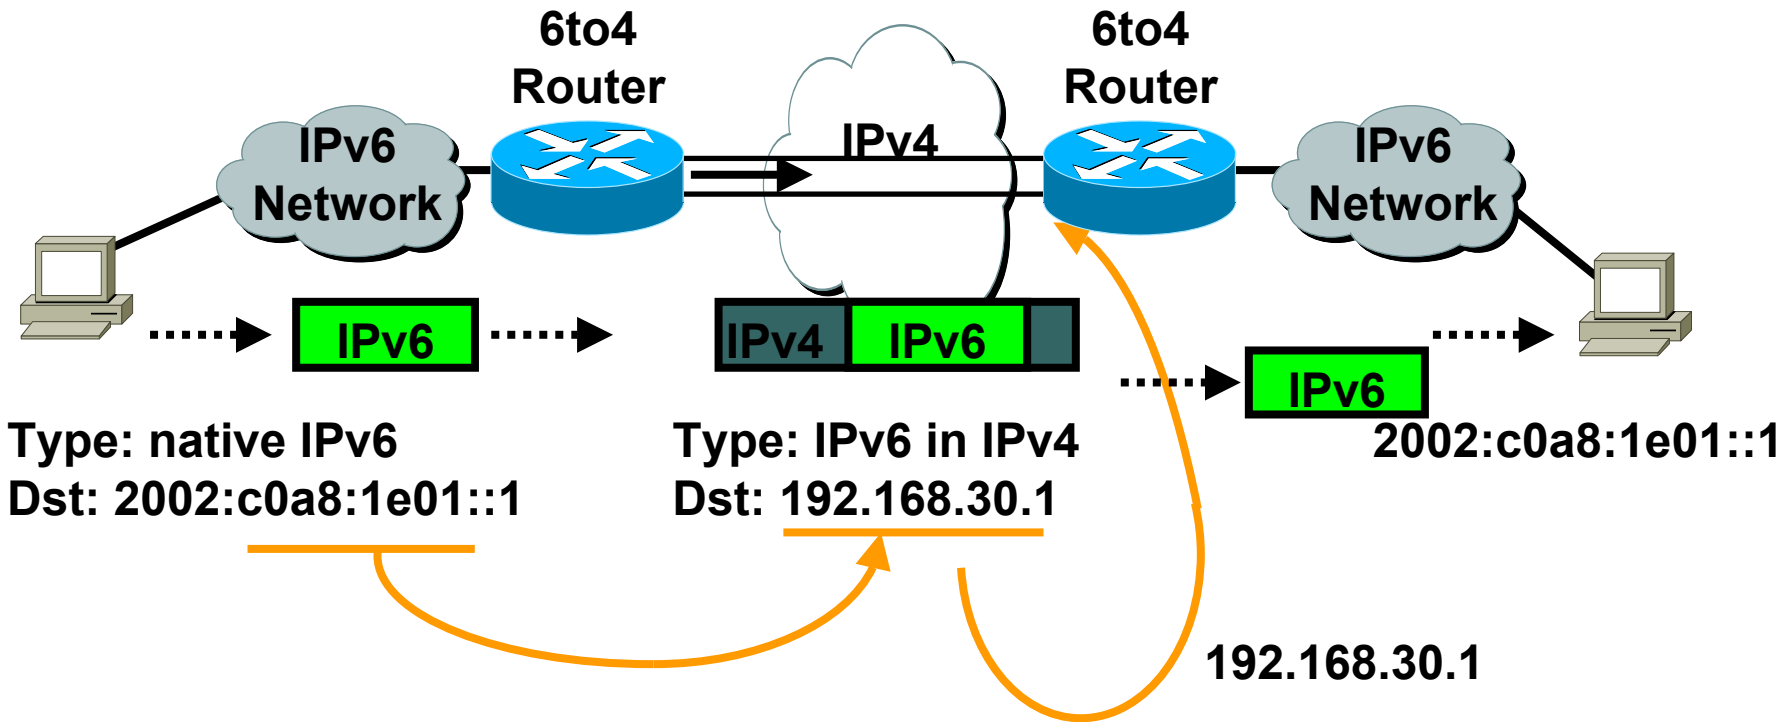 6to4
Router
6to4
Router
IPv6
Network
IPv4
IPv6
Network
IPv6
IPv4
IPv6
IPv6
Type: native IPv6
Dst: 2002:c0a8:1e01::1
Type: IPv6 in IPv4
Dst: 192.168.30.1
2002:c0a8:1e01::1
192.168.30.1